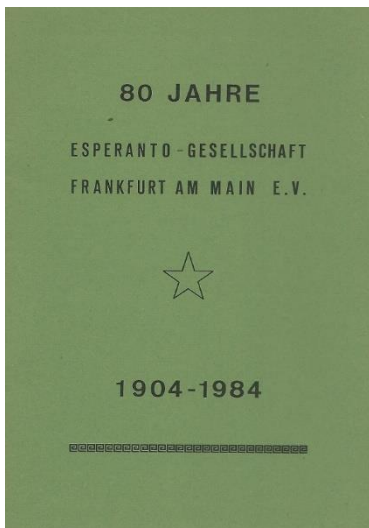 80 JAHRE
ESPERANTO-GESELLSCHAFT
FRANKFURT AM MAIN E.V.
1904-1984